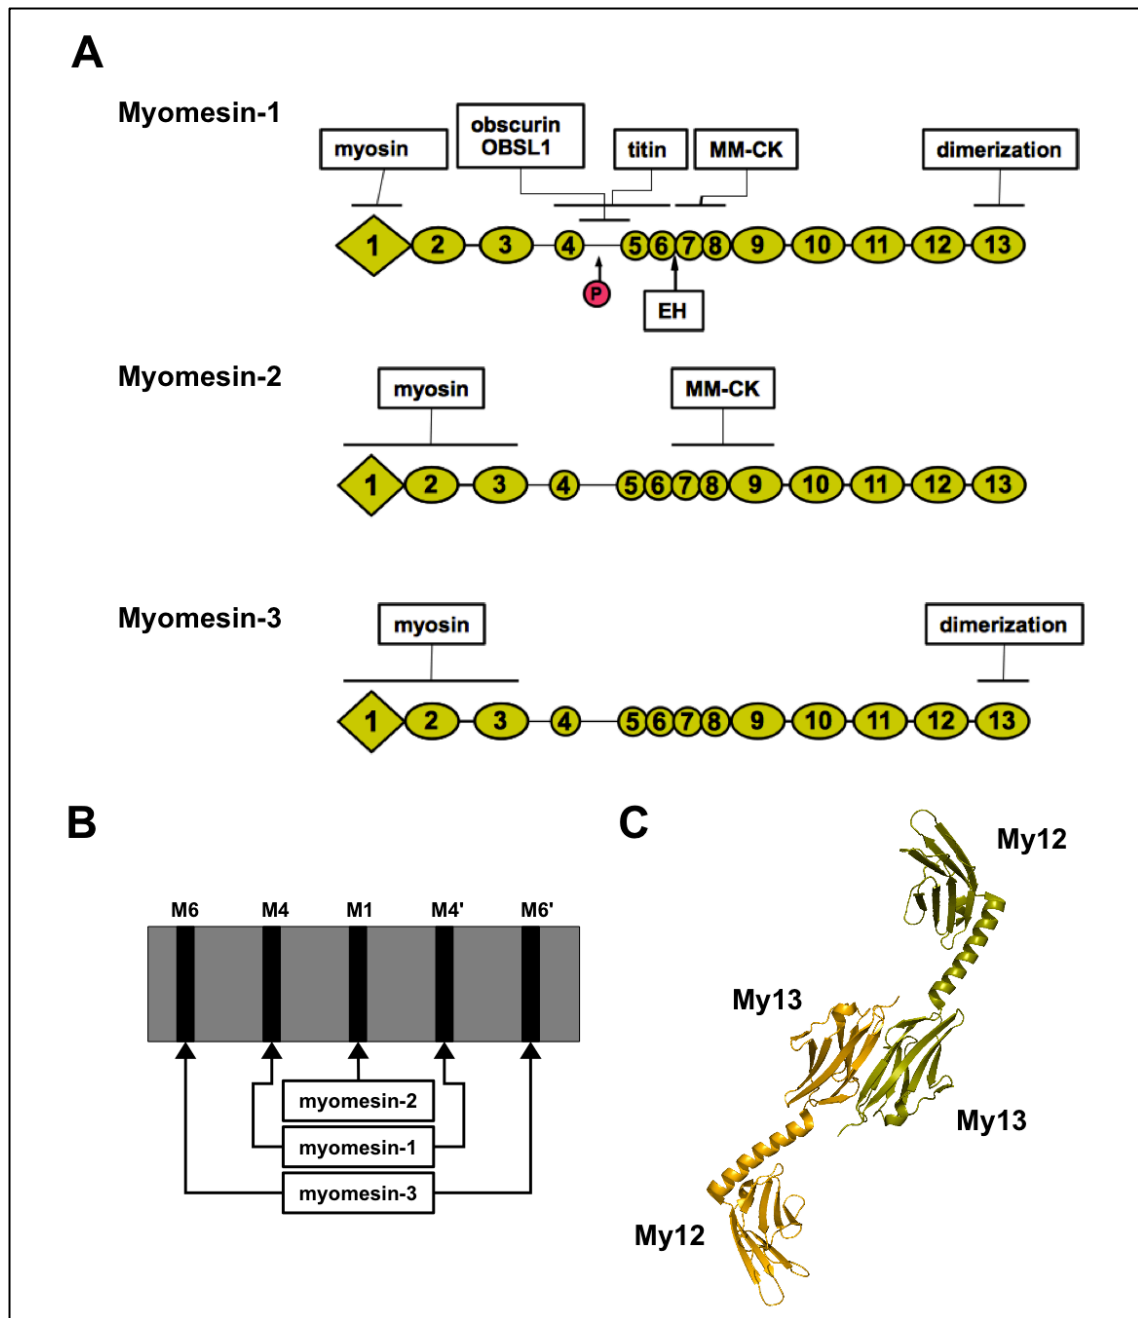 A
Myomesin-1
myosin
obscurin
OBSL1
titin
MM-CK
dimerization
1 2 3 4 5 6 7 8 9 10 11 12 13
P
EH
Myomesin-2
myosin
MM-CK
1 2 3 4 5 6 7 8 9 10 11 12 13
Myomesin-3
myosin
dimerization
1 2 3 4 5 6 7 8 9 10 11 12 13
B
M6 M4 M1 M4' M6'
myomesin-2
myomesin-1
myomesin-3
C
My12
My13
My13
My12